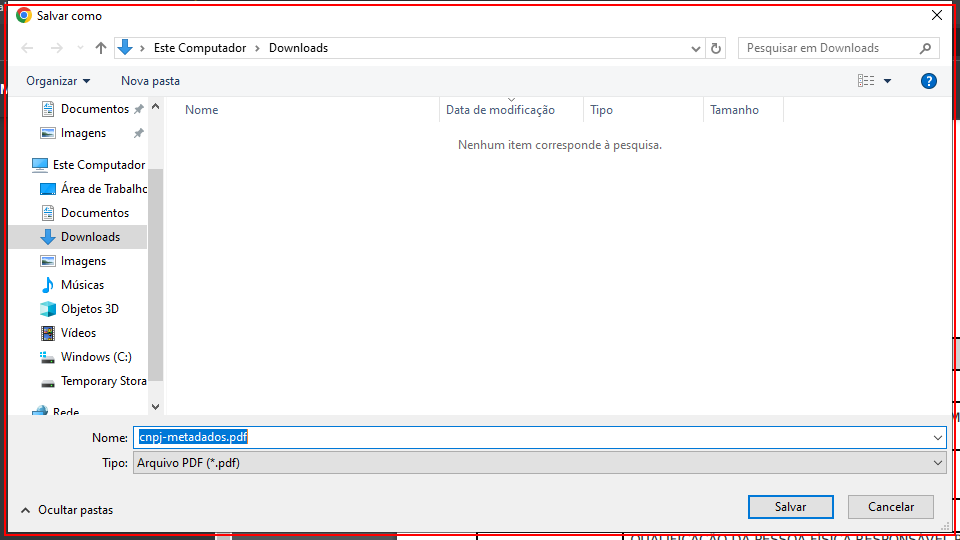 Salvar como
Este Computador > Downloads
Pesquisar em Downloads
Organizar
Nova pasta
Documentos
Imagens
Este Computador
Área de Trabalho
Documentos
Downloads
Imagens
Músicas
Objetos 3D
Vídeos
Windows (C:)
Temporary Stora
Rede
Nome
Data de modificação
Tipo
Tamanho
Nenhum item corresponde à pesquisa.
Nome: cnpj-metadados.pdf
Tipo: Arquivo PDF (*.pdf)
Ocultar pastas
Salvar
Cancelar
QUALIFICAÇÃO DA PESSOA FÍSICA RESPONSÁVEL P